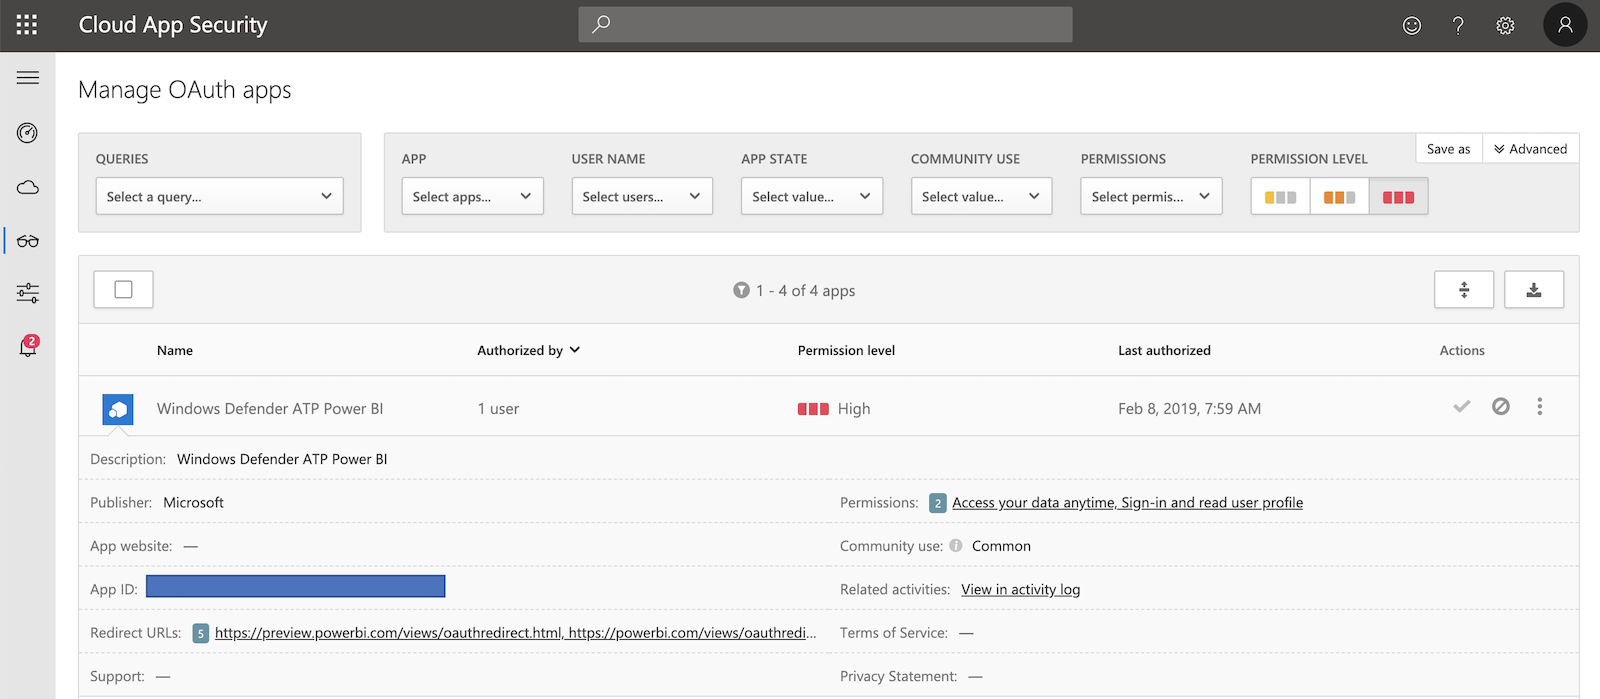 Cloud App Security
Manage OAuth apps
QUERIES
Select a query...
APP
Select apps...
USER NAME
Select users...
APP STATE
Select value...
COMMUNITY USE
Select value...
PERMISSIONS
Select permis...
PERMISSION LEVEL
Save as
Advanced
2
1 - 4 of 4 apps
Name Authorized by Permission level Last authorized Actions
Windows Defender ATP Power BI 1 user High Feb 8, 2019, 7:59 AM
Description: Windows Defender ATP Power BI
Publisher: Microsoft
Permissions: 2 Access your data anytime, Sign-in and read user profile
App website: —
Community use: i Common
App ID:
Related activities: View in activity log
Redirect URLs: 5 https://preview.powerbi.com/views/oauthredirect.html, https://powerbi.com/views/oauthredi...
Terms of Service: —
Support: —
Privacy Statement: —